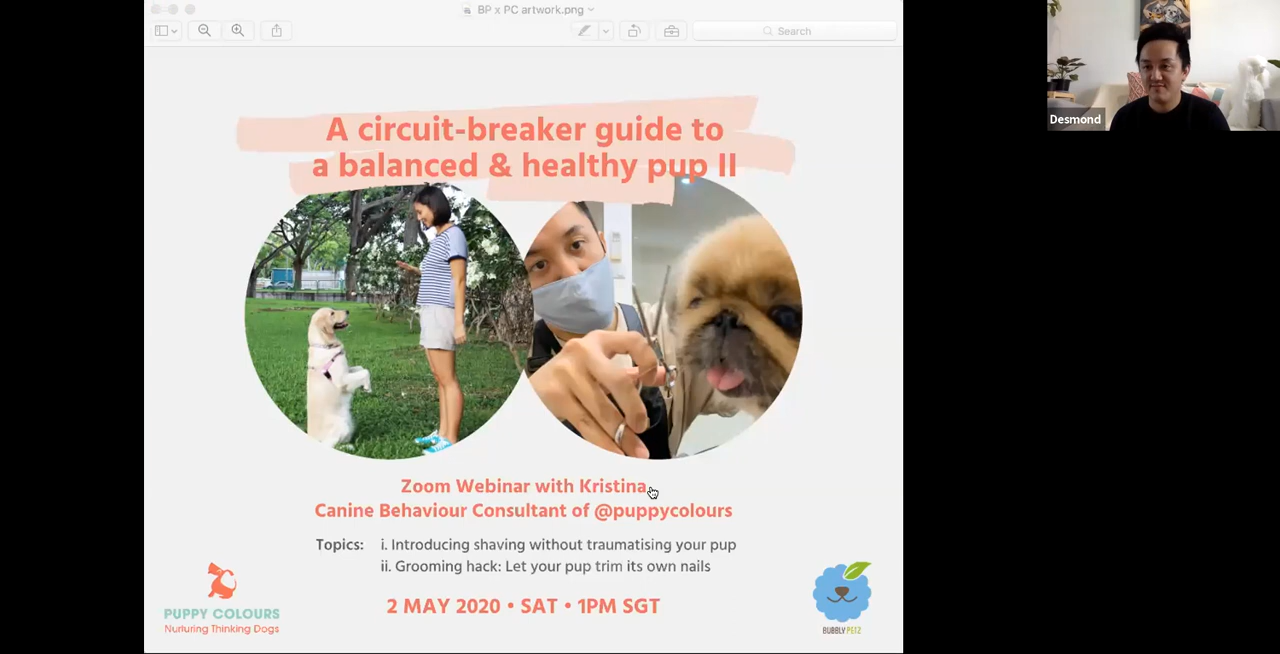 BP x PC artwork.png
Search
Desmond
A circuit-breaker guide to
a balanced & healthy pup II
Zoom Webinar with Kristina
Canine Behaviour Consultant of @puppycolours
Topics: i. Introducing shaving without traumatising your pup
ii. Grooming hack: Let your pup trim its own nails
2 MAY 2020 • SAT • 1PM SGT
PUPPY COLOURS
Nurturing Thinking Dogs
BUBBLY PETZ